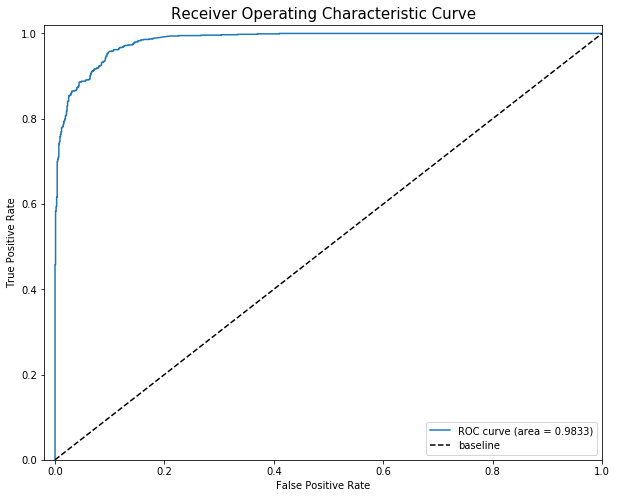 Receiver Operating Characteristic Curve
True Positive Rate
1.0
0.8
0.6
0.4
0.2
0.0
0.0 0.2 0.4 0.6 0.8 1.0
False Positive Rate
ROC curve (area = 0.9833)
baseline